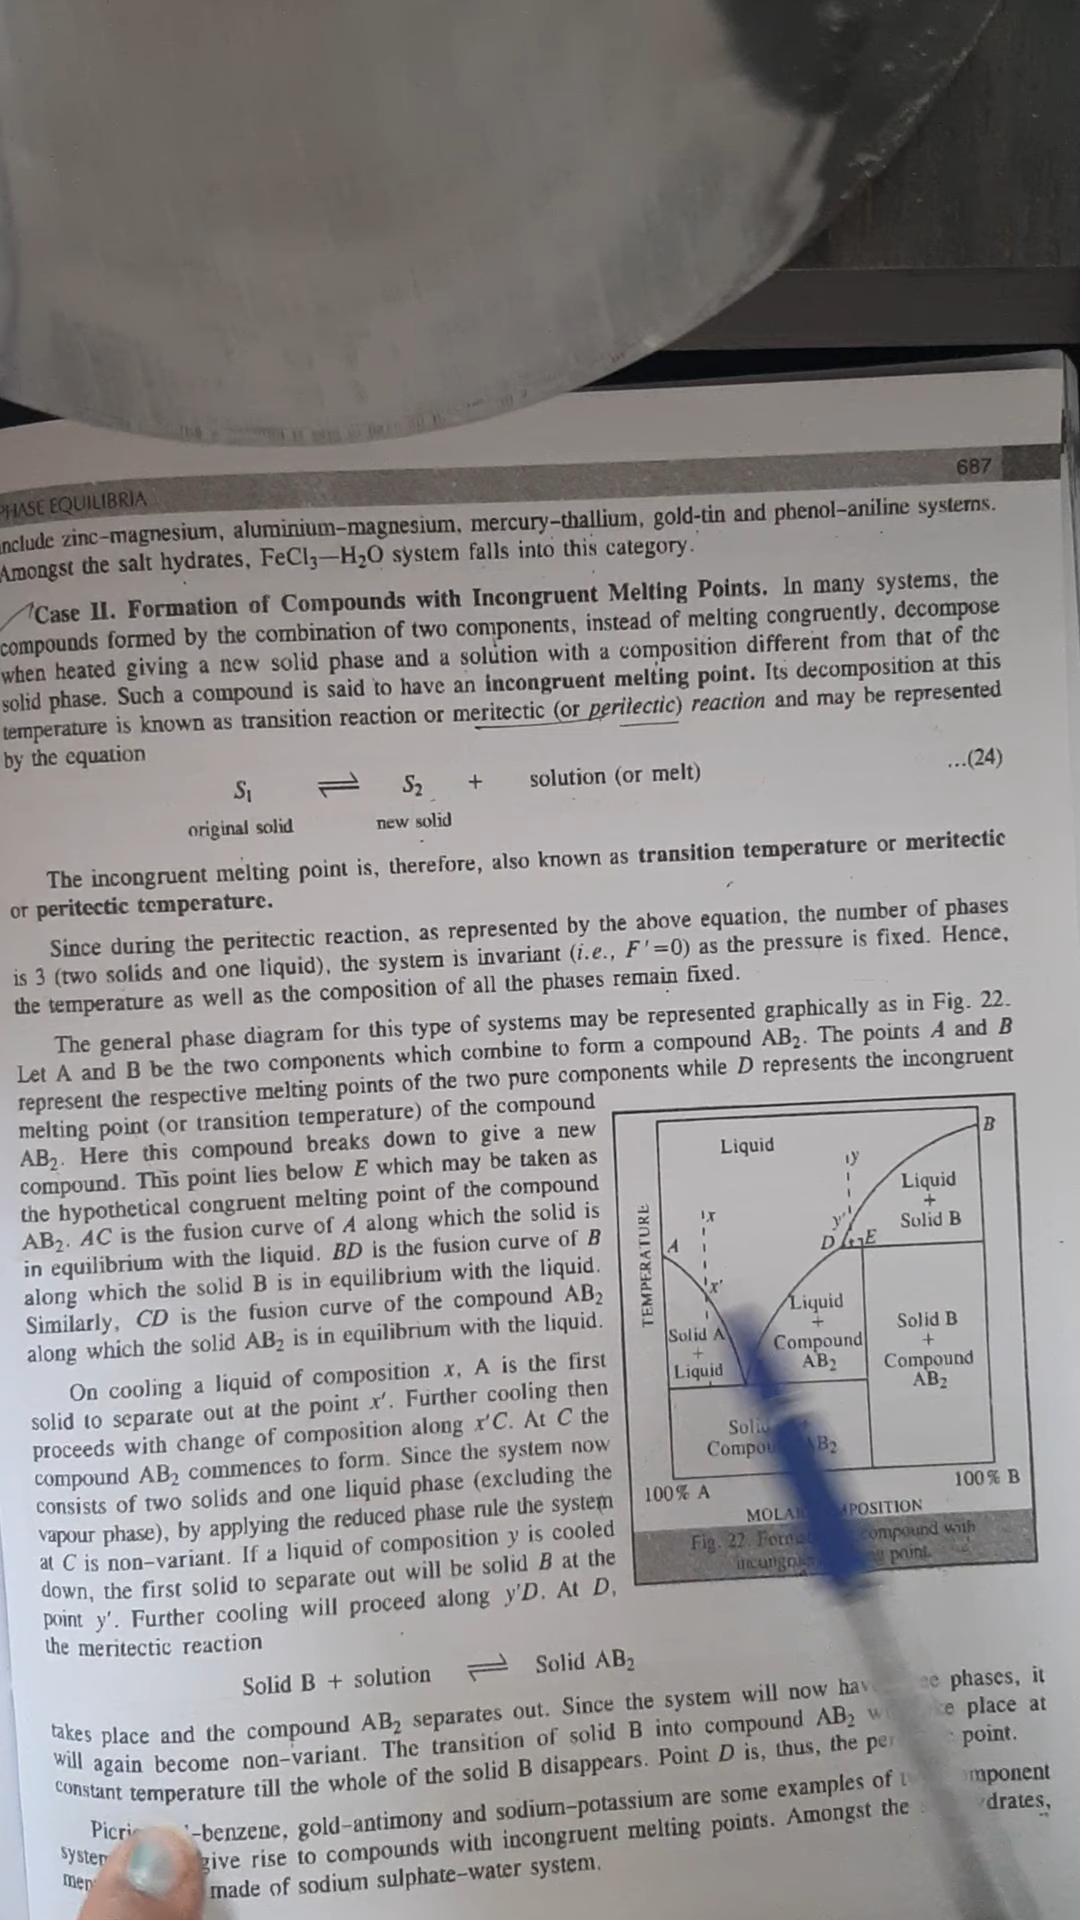 PHASE EQUILIBRIA
687
include zinc-magnesium, aluminium-magnesium, mercury-thallium, gold-tin and phenol-aniline systems.
Amongst the salt hydrates, FeCl₃—H₂O system falls into this category.
Case II. Formation of Compounds with Incongruent Melting Points. In many systems, the
compounds formed by the combination of two components, instead of melting congruently, decompose
when heated giving a new solid phase and a solution with a composition different from that of the
solid phase. Such a compound is said to have an incongruent melting point. Its decomposition at this
temperature is known as transition reaction or meritectic (or peritectic) reaction and may be represented
by the equation
S₁ ⇌ S₂ + solution (or melt) ...(24)
original solid new solid
The incongruent melting point is, therefore, also known as transition temperature or meritectic
or peritectic temperature.
Since during the peritectic reaction, as represented by the above equation, the number of phases
is 3 (two solids and one liquid), the system is invariant (i.e., F'=0) as the pressure is fixed. Hence,
the temperature as well as the composition of all the phases remain fixed.
The general phase diagram for this type of systems may be represented graphically as in Fig. 22.
Let A and B be the two components which combine to form a compound AB₂. The points A and B
represent the respective melting points of the two pure components while D represents the incongruent
melting point (or transition temperature) of the compound
AB₂. Here this compound breaks down to give a new
compound. This point lies below E which may be taken as
the hypothetical congruent melting point of the compound
AB₂. AC is the fusion curve of A along which the solid is
in equilibrium with the liquid. BD is the fusion curve of B
along which the solid B is in equilibrium with the liquid.
Similarly, CD is the fusion curve of the compound AB₂
along which the solid AB₂ is in equilibrium with the liquid.
On cooling a liquid of composition x, A is the first
solid to separate out at the point x'. Further cooling then
proceeds with change of composition along x'C. At C the
compound AB₂ commences to form. Since the system now
consists of two solids and one liquid phase (excluding the
vapour phase), by applying the reduced phase rule the system
at C is non-variant. If a liquid of composition y is cooled
down, the first solid to separate out will be solid B at the
point y'. Further cooling will proceed along y'D. At D,
the meritectic reaction
TEMPERATURE
Liquid
B
y
Liquid
+
Solid B
x
y'
D
E
A
x'
Liquid
+
Compound
AB₂
Solid A
+
Liquid
Solid B
+
Compound
AB₂
B₂
100% A
100% B
Fig. 22. compound with
point.
Solid B + solution ⇌ Solid AB₂
takes place and the compound AB₂ separates out. Since the system will now phases, it
will again become non-variant. The transition of solid B into compound AB₂ place at
constant temperature till the whole of the solid B disappears. Point D is, thus, the point.
-benzene, gold-antimony and sodium-potassium are some examples of
give rise to compounds with incongruent melting points. Amongst the
made of sodium sulphate-water system.